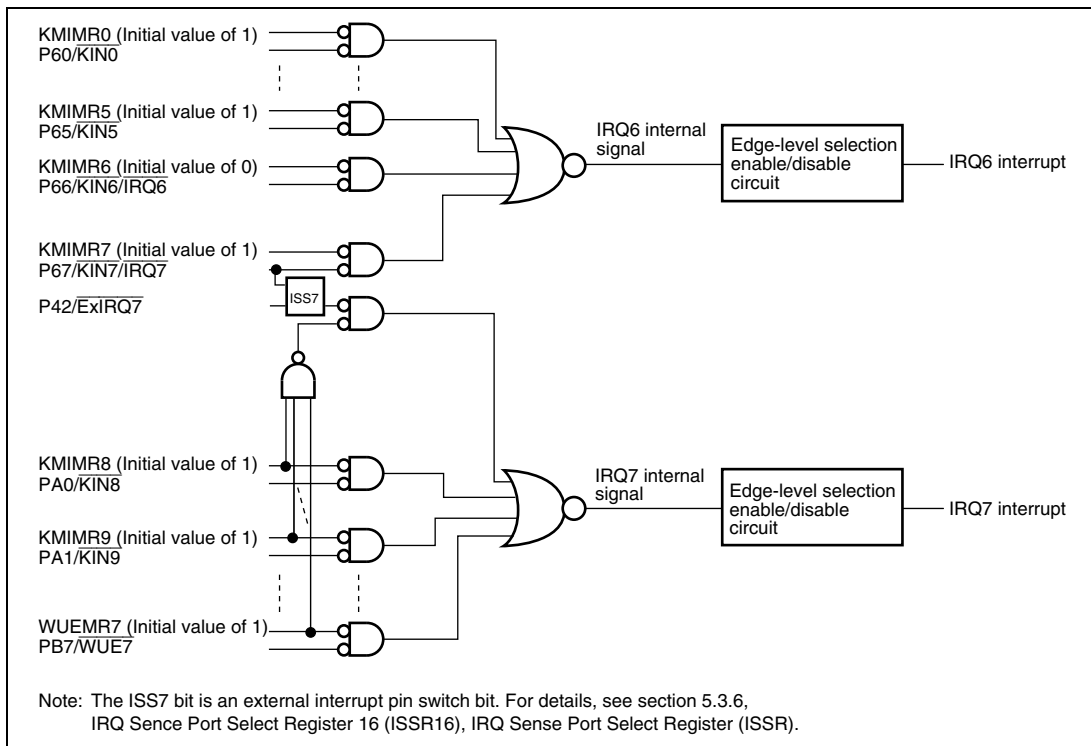 KMIMR0 (Initial value of 1)
P60/KIN0
KMIMR5 (Initial value of 1)
P65/KIN5
KMIMR6 (Initial value of 0)
P66/KIN6/IRQ6
IRQ6 internal
signal
Edge-level selection
enable/disable
circuit
IRQ6 interrupt
KMIMR7 (Initial value of 1)
P67/KIN7/IRQ7
ISS7
P42/ExIRQ7
KMIMR8 (Initial value of 1)
PA0/KIN8
IRQ7 internal
signal
Edge-level selection
enable/disable
circuit
IRQ7 interrupt
KMIMR9 (Initial value of 1)
PA1/KIN9
WUEMR7 (Initial value of 1)
PB7/WUE7
Note: The ISS7 bit is an external interrupt pin switch bit. For details, see section 5.3.6,
IRQ Sence Port Select Register 16 (ISSR16), IRQ Sense Port Select Register (ISSR).